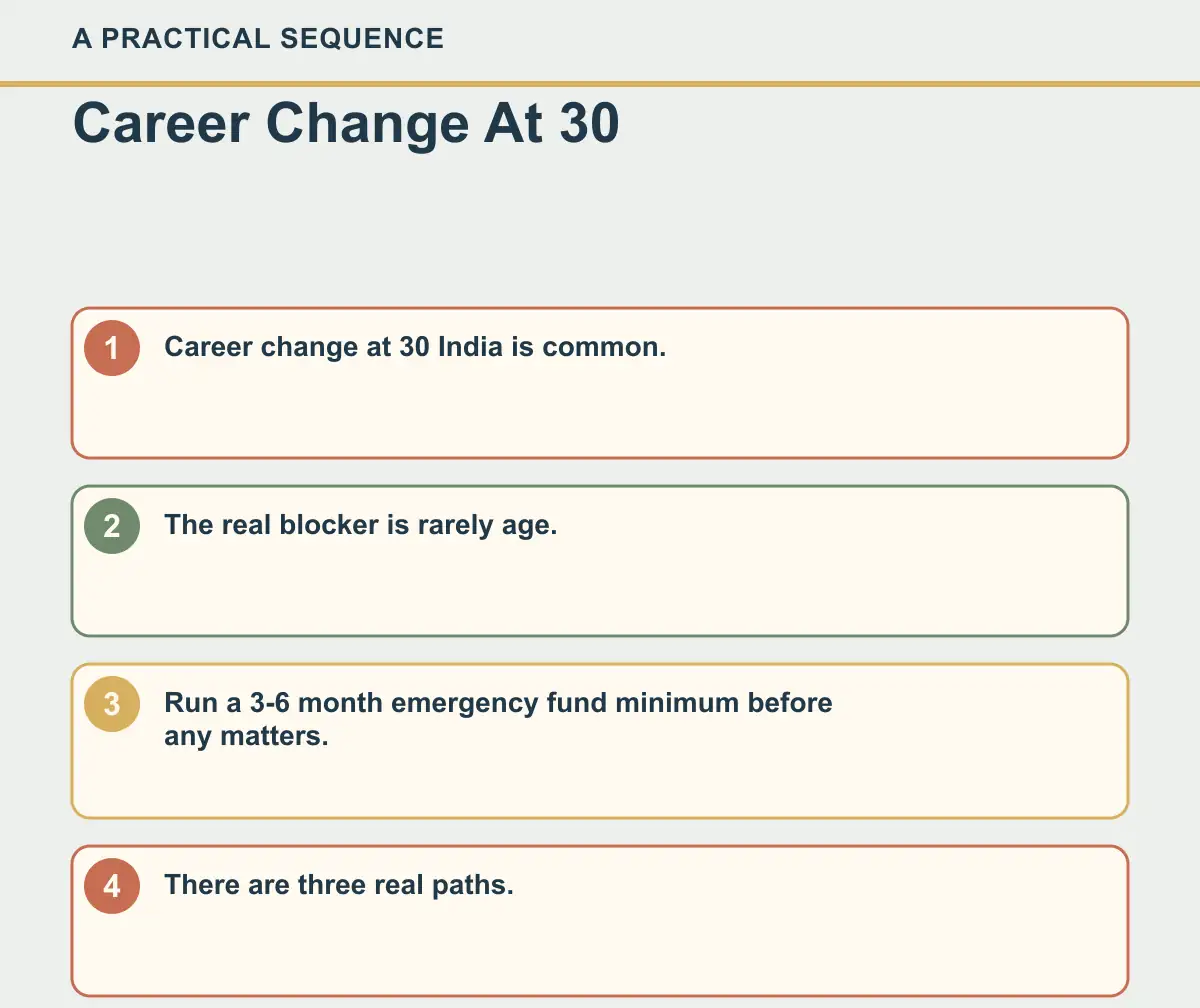 A PRACTICAL SEQUENCE
Career Change At 30
1
Career change at 30 India is common.
2
The real blocker is rarely age.
3
Run a 3-6 month emergency fund minimum before
any matters.
4
There are three real paths.